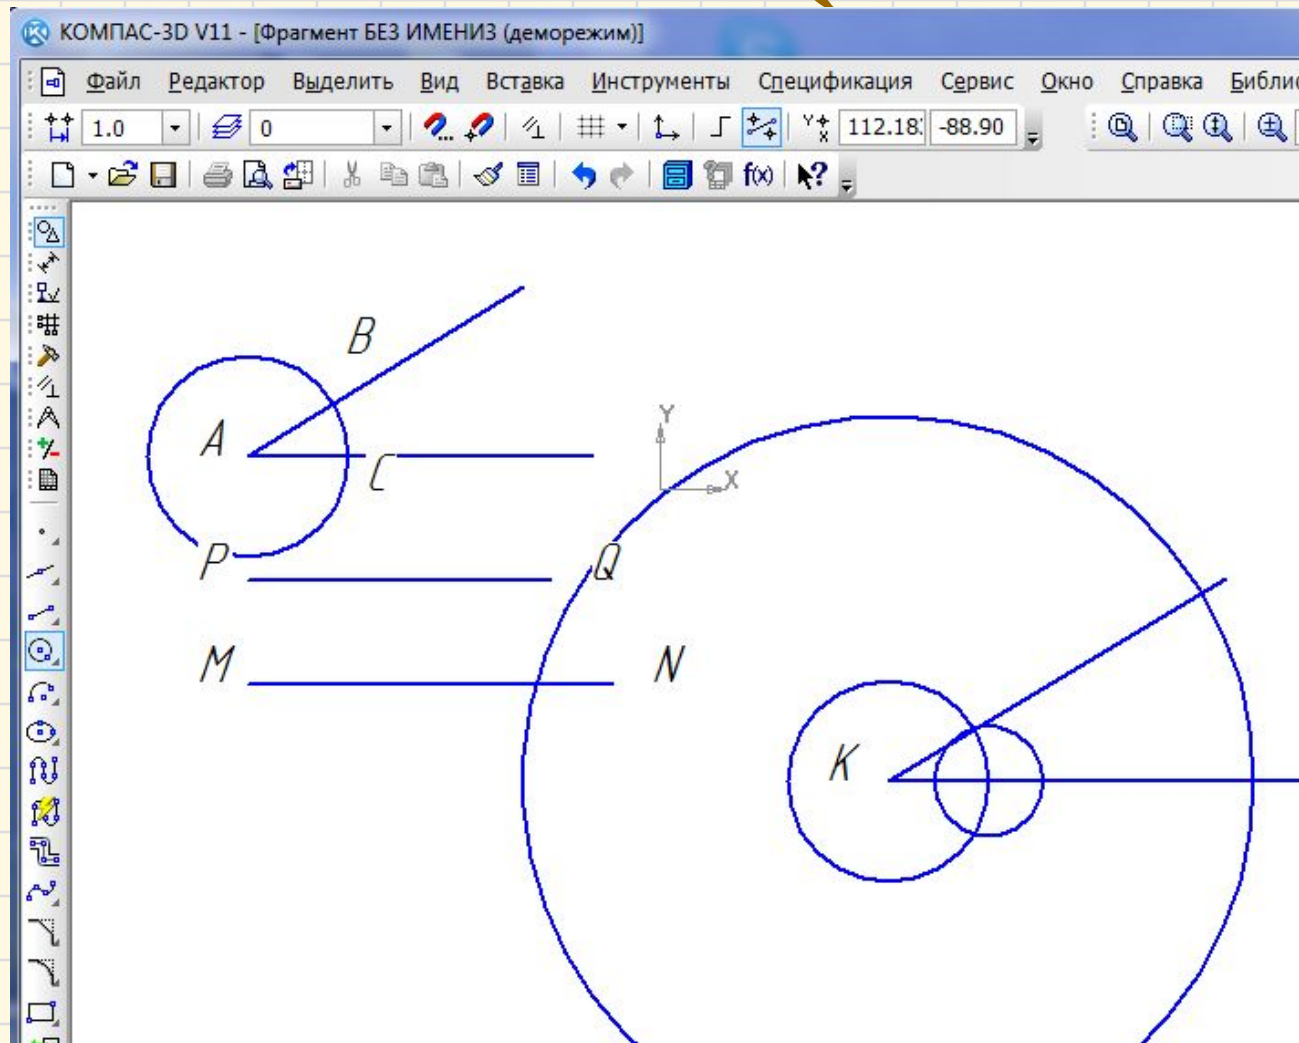 КОМПАС-3D V11 - [Фрагмент БЕЗ ИМЕНИ3 (деморежим)]
Файл Редактор Выделить Вид Вставка Инструменты Спецификация Сервис Окно Справка Библис
1.0 0 112.18 -88.90
f(x) ?
B
A
C
Y
X
P Q
M N
K